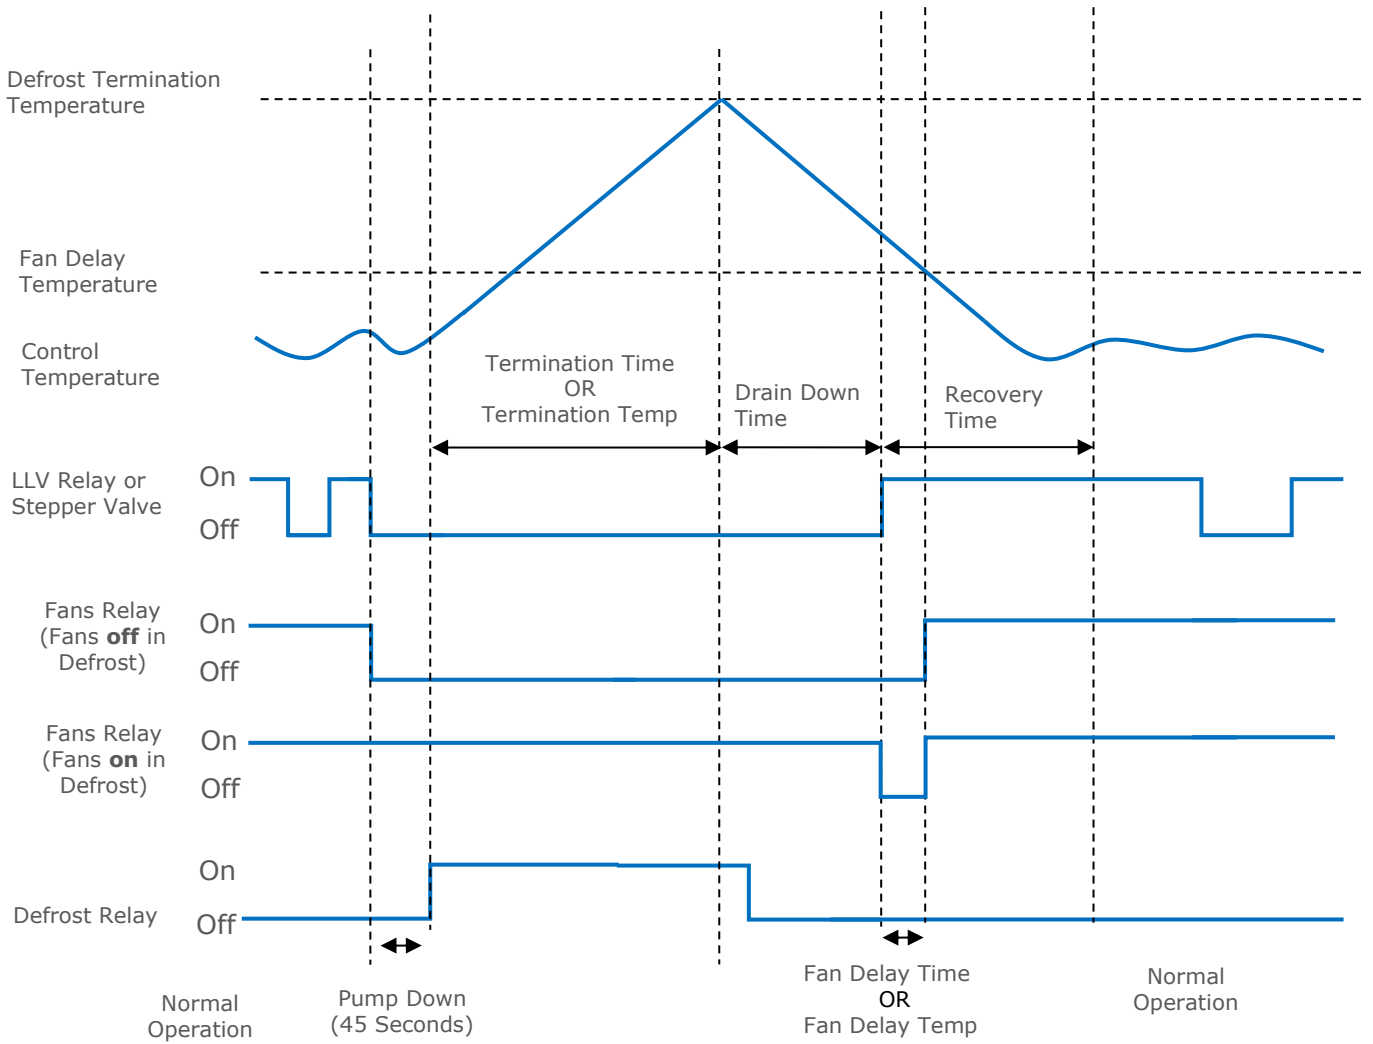 Defrost Termination
Temperature
Fan Delay
Temperature
Control
Temperature
Termination Time
OR
Termination Temp
Drain Down
Time
Recovery
Time
LLV Relay or
Stepper Valve
On
Off
Fans Relay
(Fans off in
Defrost)
On
Off
Fans Relay
(Fans on in
Defrost)
On
Off
Defrost Relay
On
Off
Normal
Operation
Pump Down
(45 Seconds)
Fan Delay Time
OR
Fan Delay Temp
Normal
Operation